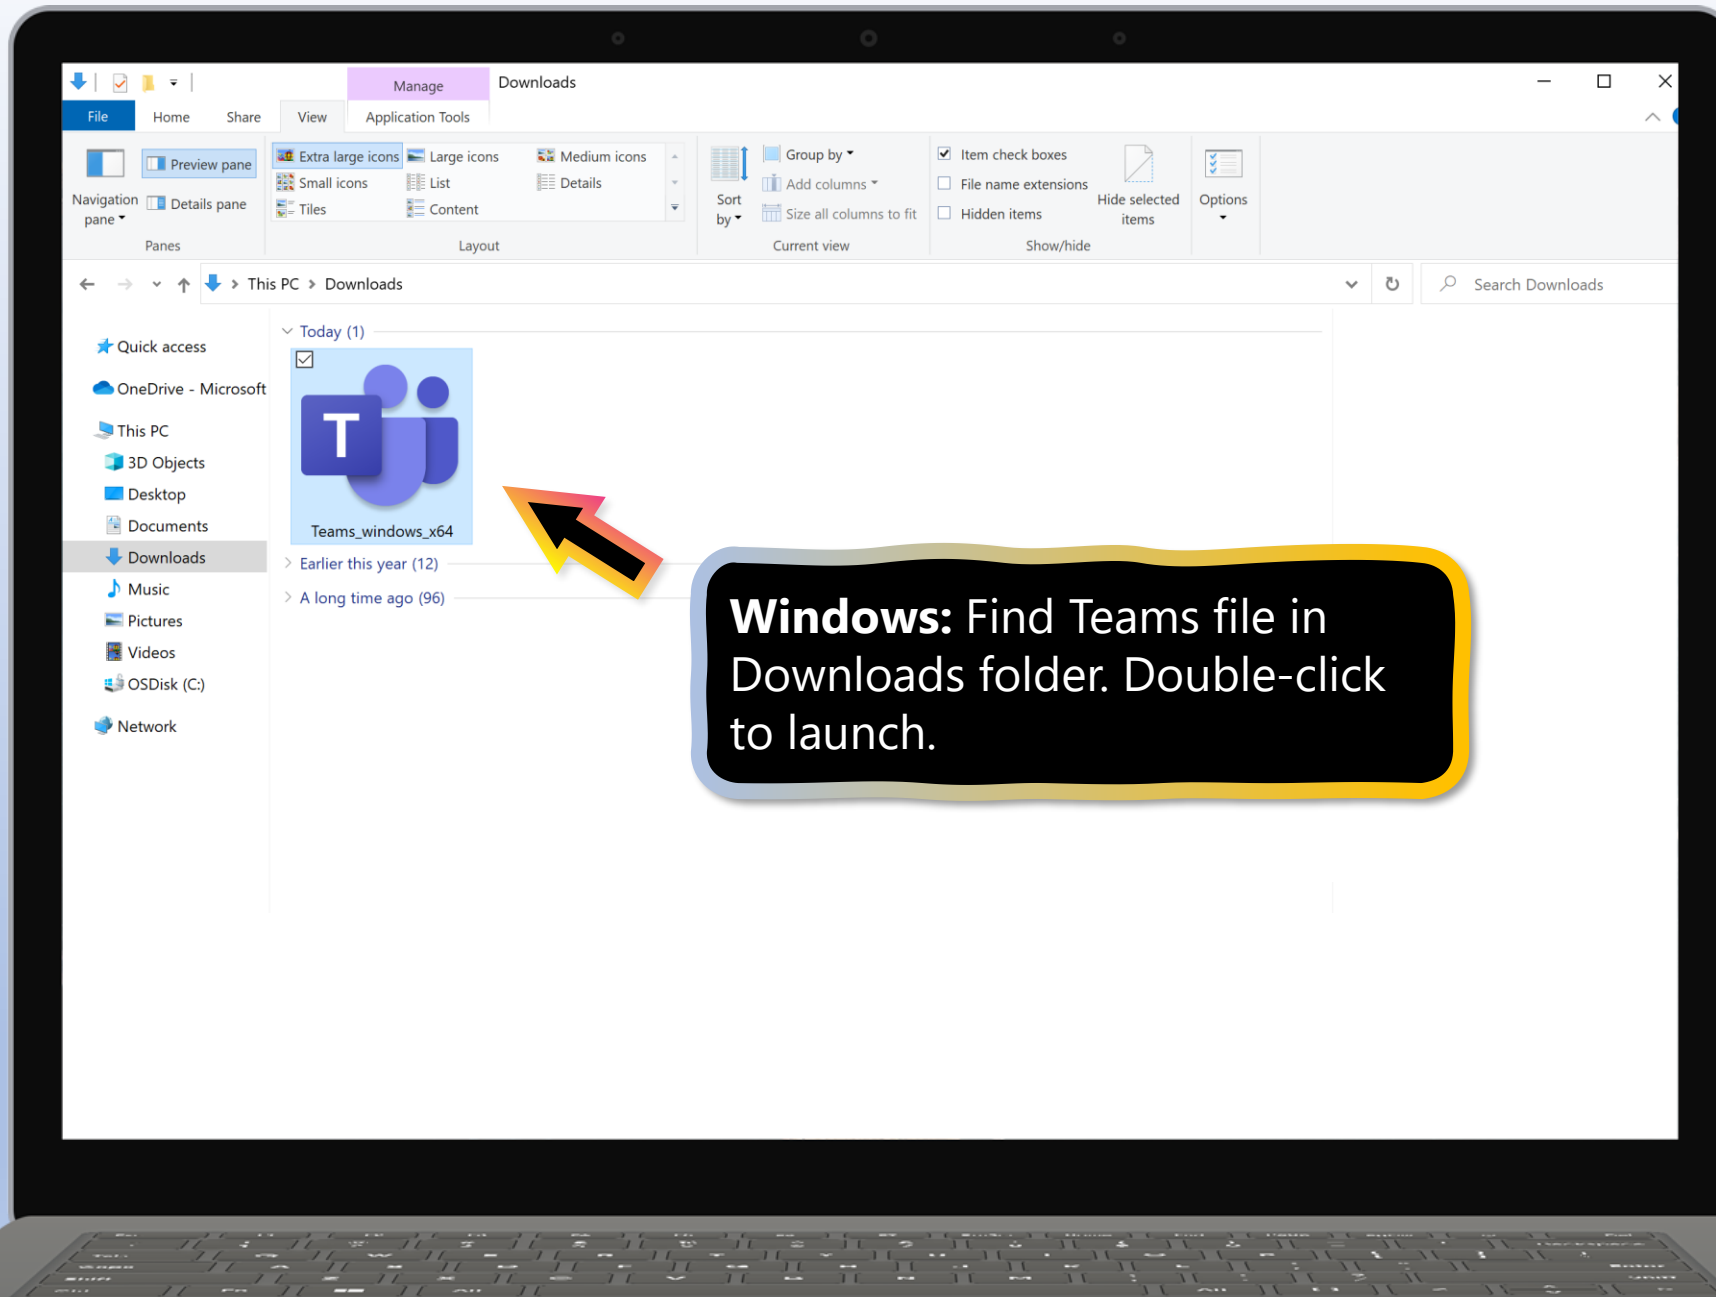 Manage
Downloads
File
Home
Share
View
Application Tools
Navigation
pane
Preview pane
Details pane
Panes
Extra large icons
Large icons
Medium icons
Small icons
List
Details
Tiles
Content
Layout
Sort
by
Group by
Add columns
Size all columns to fit
Current view
Item check boxes
File name extensions
Hidden items
Hide selected
items
Show/hide
Options
This PC > Downloads
Search Downloads
Quick access
OneDrive - Microsoft
This PC
3D Objects
Desktop
Documents
Downloads
Music
Pictures
Videos
OSDisk (C:)
Network
Today (1)
T
Teams_windows_x64
Earlier this year (12)
A long time ago (96)
Windows: Find Teams file in
Downloads folder. Double-click
to launch.